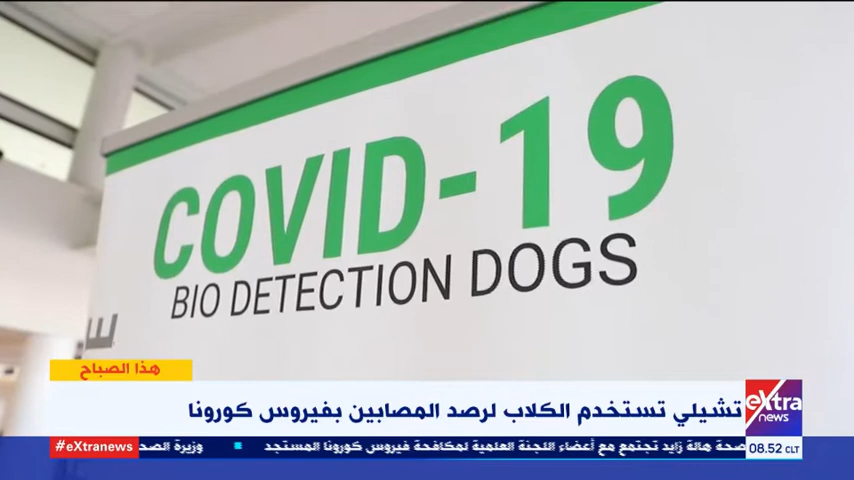 COVID-19
BIO DETECTION DOGS
E
هذا الصباح
تشيلي تستخدم الكلاب لرصد المصابين بفيروس كورونا
eXtra
news
#eXtranews
هالة زايد تجتمع مع أعضاء اللجنة العلمية لمكافحة فيروس كورونا المستجد ■ وزيرة
08.52 CLT